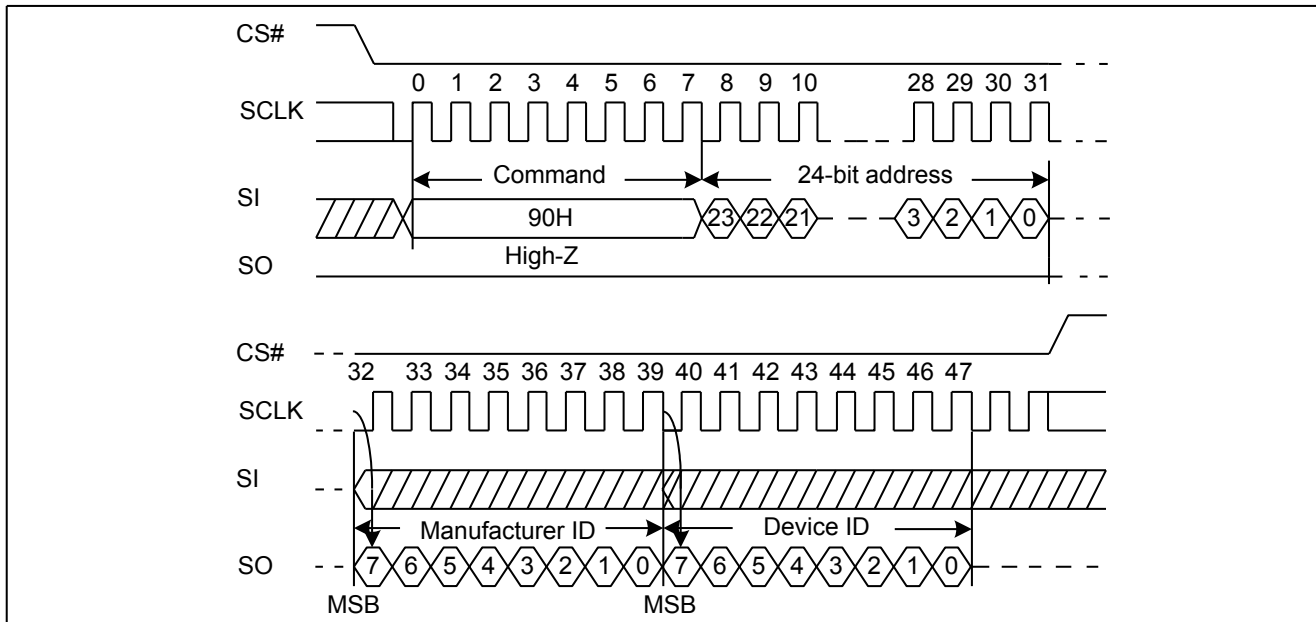 CS#
0 1 2 3 4 5 6 7 8 9 10 28 29 30 31
SCLK
Command 24-bit address
SI
90H 23 22 21 3 2 1 0
High-Z
SO
CS#
32 33 34 35 36 37 38 39 40 41 42 43 44 45 46 47
SCLK
SI
Manufacturer ID Device ID
SO 7 6 5 4 3 2 1 0 7 6 5 4 3 2 1 0
MSB MSB